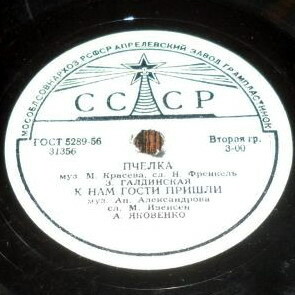 МОСОБЛСОВНАРХОЗ РСФСР АПРЕЛЕВСКИЙ ЗАВОД ГРАМПЛАСТИНОК
СССР
ГОСТ 5289-56
31356
Вторая гр.
3-00
ПЧЕЛКА
муз. М. Красева, сл. Н. Френкель
З. ГАЛДИНСКАЯ
К НАМ ГОСТИ ПРИШЛИ
муз. Ан. Александрова
сл. М. Ивенсен
А. ЯКОВЕНКО